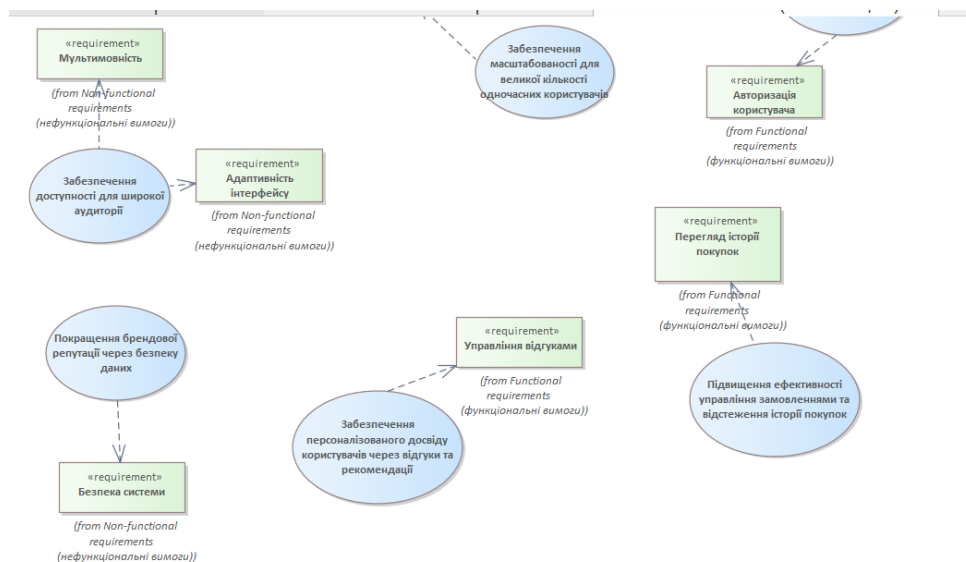 «requirement»
Мультимовність
(from Non-functional
requirements
(нефункціональні вимоги))
Забезпечення
масштабованості для
великої кількості
одночасних користувачів
«requirement»
Авторизація
користувача
(from Functional
requirements
(функціональні вимоги))
Забезпечення
доступності для широкої
аудиторії
«requirement»
Адаптивність
інтерфейсу
(from Non-functional
requirements
(нефункціональні вимоги))
«requirement»
Перегляд історії
покупок
(from Functional
requirements
(функціональні вимоги))
Покращення брендової
репутації через безпеку
даних
«requirement»
Управління відгуками
(from Functional
requirements
(функціональні вимоги))
Підвищення ефективності
управління замовленнями та
відстеження історії покупок
Забезпечення
персоналізованого досвіду
користувачів через відгуки та
рекомендації
«requirement»
Безпека системи
(from Non-functional
requirements
(нефункціональні вимоги))